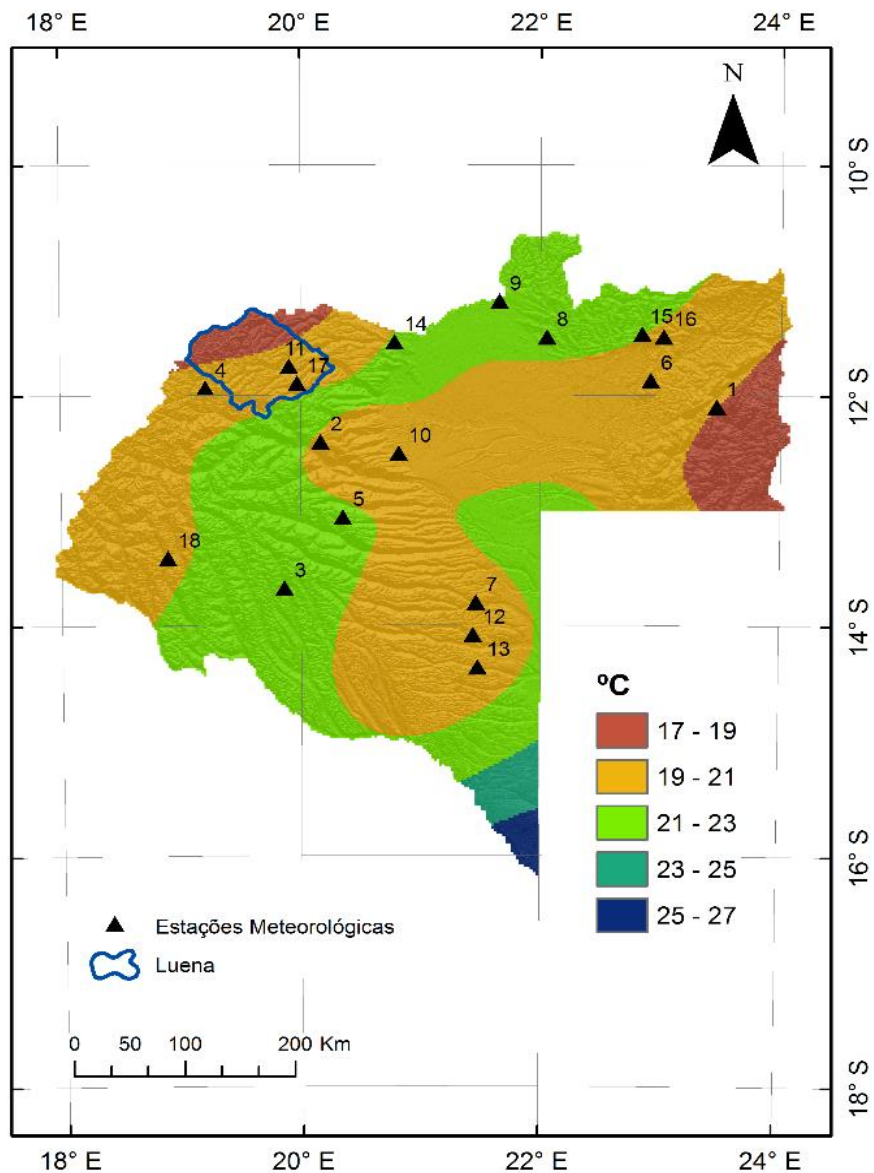 18° E 20° E 22° E 24° E
N
10° S
9
14
8
15
16
11
17
4
6
1
12° S
2
10
5
18
3
7
12
13
14° S
ºC
17 - 19
19 - 21
21 - 23
23 - 25
25 - 27
16° S
Estações Meteorológicas
Luena
0 50 100 200 Km
18° S
18° E 20° E 22° E 24° E